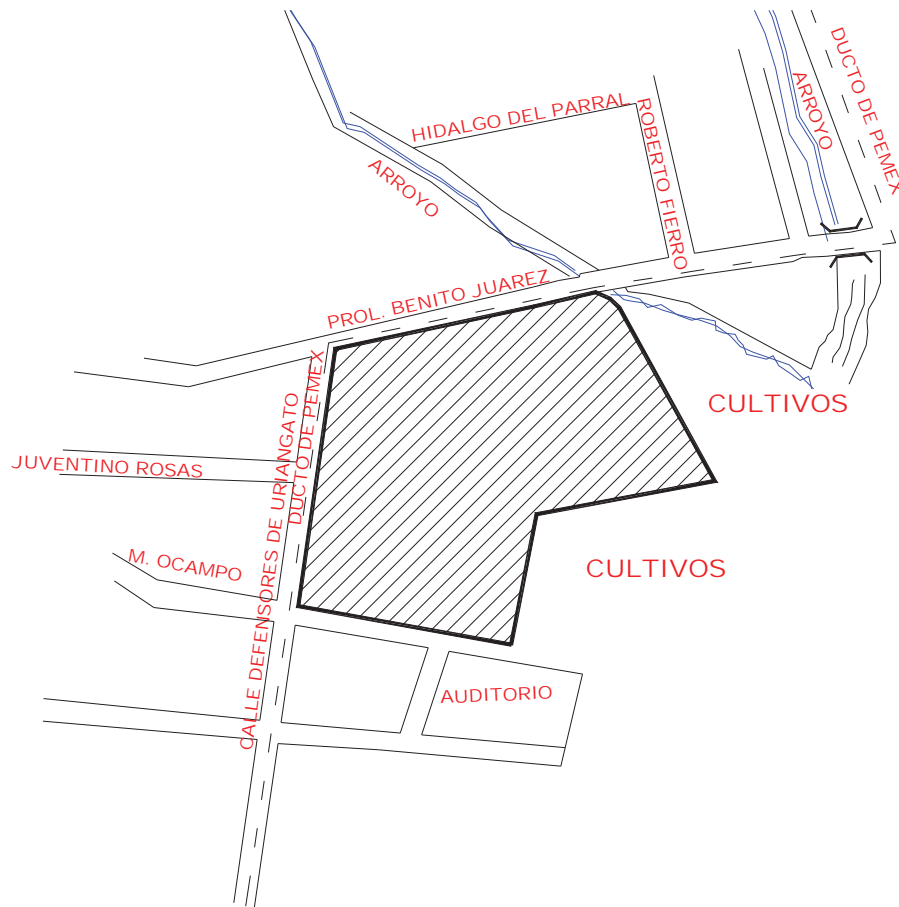 DUCTO DE PEMEX
ARROYO
HIDALGO DEL PARRAL
ROBERTO FIERRO
ARROYO
PROL. BENITO JUAREZ
CULTIVOS
JUVENTINO ROSAS
CALLE DEFENSORES DE URIANGATO
DUCTO DE PEMEX
M. OCAMPO
CULTIVOS
AUDITORIO